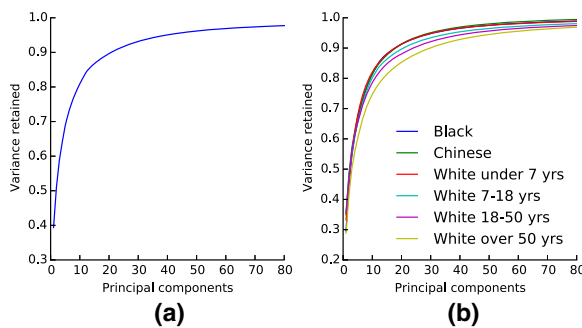 1.0
0.9
0.8
0.7
0.6
0.5
0.4
0.3
Variance retained
0 10 20 30 40 50 60 70 80
Principal components
(a)
1.0
0.9
0.8
0.7
0.6
0.5
0.4
0.3
0.2
Variance retained
Black
Chinese
White under 7 yrs
White 7-18 yrs
White 18-50 yrs
White over 50 yrs
0 10 20 30 40 50 60 70 80
Principal components
(b)